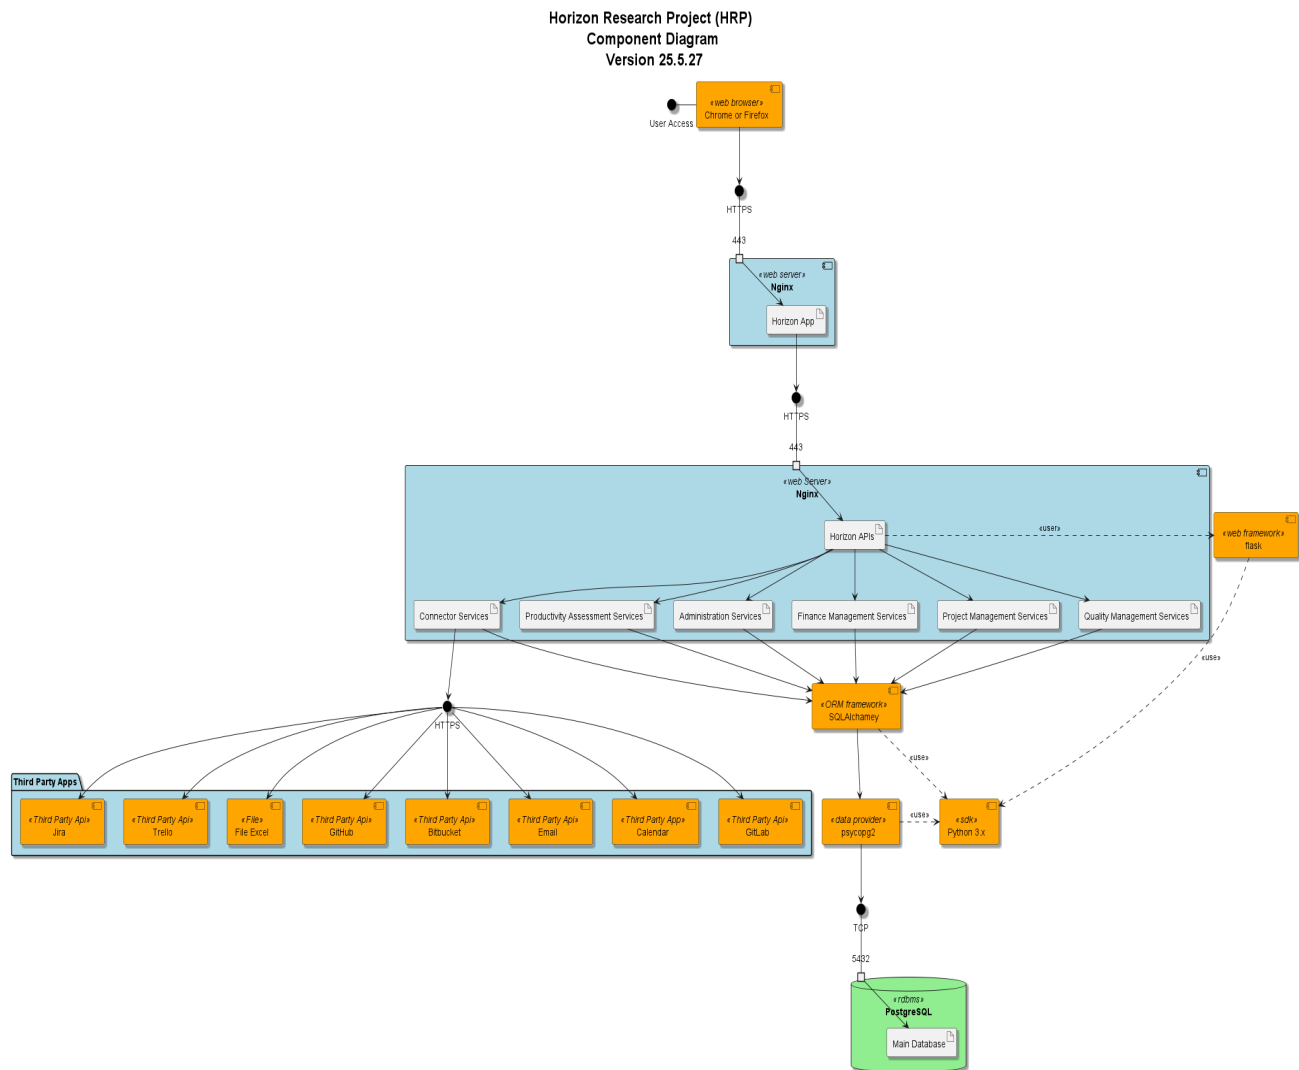 Horizon Research Project (HRP)
Component Diagram
Version 25.5.27
«web browser»
Chrome or Firefox
User Access
HTTPS
443
«web server»
Nginx
Horizon App
HTTPS
443
«web Server»
Nginx
Horizon APIs
«user»
«web framework»
flask
Connector Services
Productivity Assessment Services
Administration Services
Finance Management Services
Project Management Services
Quality Management Services
«use»
«ORM framework»
SQLAlchamey
HTTPS
«use»
Third Party Apps
«Third Party Api»
Jira
«Third Party Api»
Trello
«File»
File Excel
«Third Party Api»
GitHub
«Third Party Api»
Bitbucket
«Third Party Api»
Email
«Third Party App»
Calendar
«Third Party Api»
GitLab
«data provider»
psycopg2
«use»
«sdk»
Python 3.x
TCP
5432
«rdbms»
PostgreSQL
Main Database